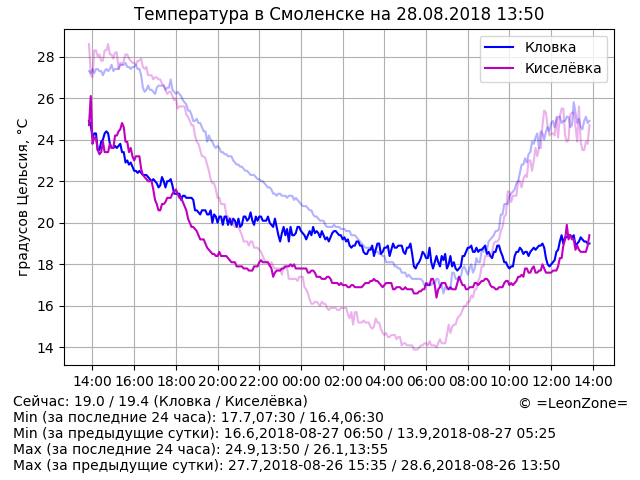 Температура в Смоленске на 28.08.2018 13:50
Кловка
Киселёвка
градусов Цельсия, °C
28
26
24
22
20
18
16
14
14:00 16:00 18:00 20:00 22:00 00:00 02:00 04:00 06:00 08:00 10:00 12:00 14:00
Сейчас: 19.0 / 19.4 (Кловка / Киселёвка)
© =LeonZone=
Min (за последние 24 часа): 17.7,07:30 / 16.4,06:30
Min (за предыдущие сутки): 16.6,2018-08-27 06:50 / 13.9,2018-08-27 05:25
Max (за последние 24 часа): 24.9,13:50 / 26.1,13:55
Max (за предыдущие сутки): 27.7,2018-08-26 15:35 / 28.6,2018-08-26 13:50